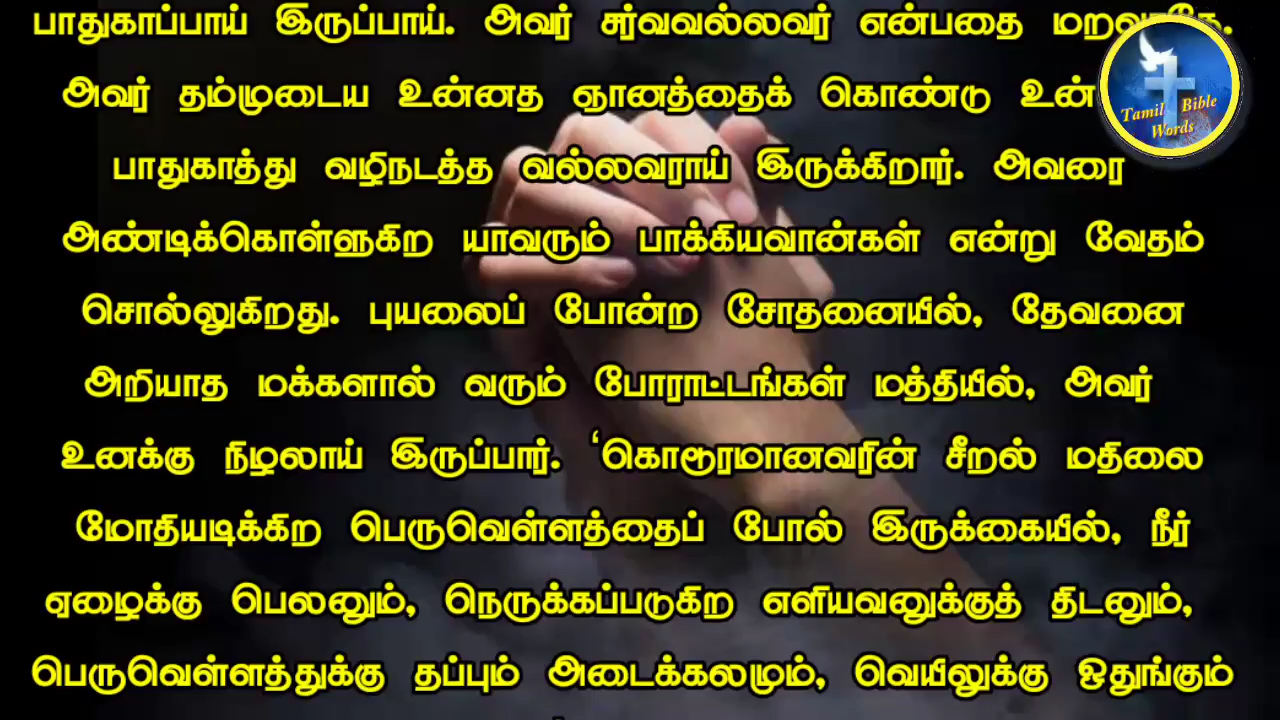 பாதுகாப்பாய் இருப்பாய். அவர் சர்வவல்லவர் என்பதை
அவர் தம்முடைய உன்னத ஞானத்தைக் கொண்டு
பாதுகாத்து வழிநடத்த வல்லவராய் இருக்கிறார். அவரை
அண்டிக்கொள்ளுகிற யாவரும் பாக்கியவான்கள் என்று வேதம்
சொல்லுகிறது. புயலைப் போன்ற சோதனையில், தேவனை
அறியாத மக்களால் வரும் போராட்டங்கள் மத்தியில், அவர்
உனக்கு நிழலாய் இருப்பார். ‘கொடூரமானவரின் சீறல் மதிலை
மோதியடிக்கிற பெருவெள்ளத்தைப் போல் இருக்கையில், நீர்
ஏழைக்கு பெலனும், நெருக்கப்படுகிற எளியவனுக்குத் திடனும்,
பெருவெள்ளத்துக்கு தப்பும் அடைக்கலமும், வெயிலுக்கு ஒதுங்கும்
Tamil Bible
Words